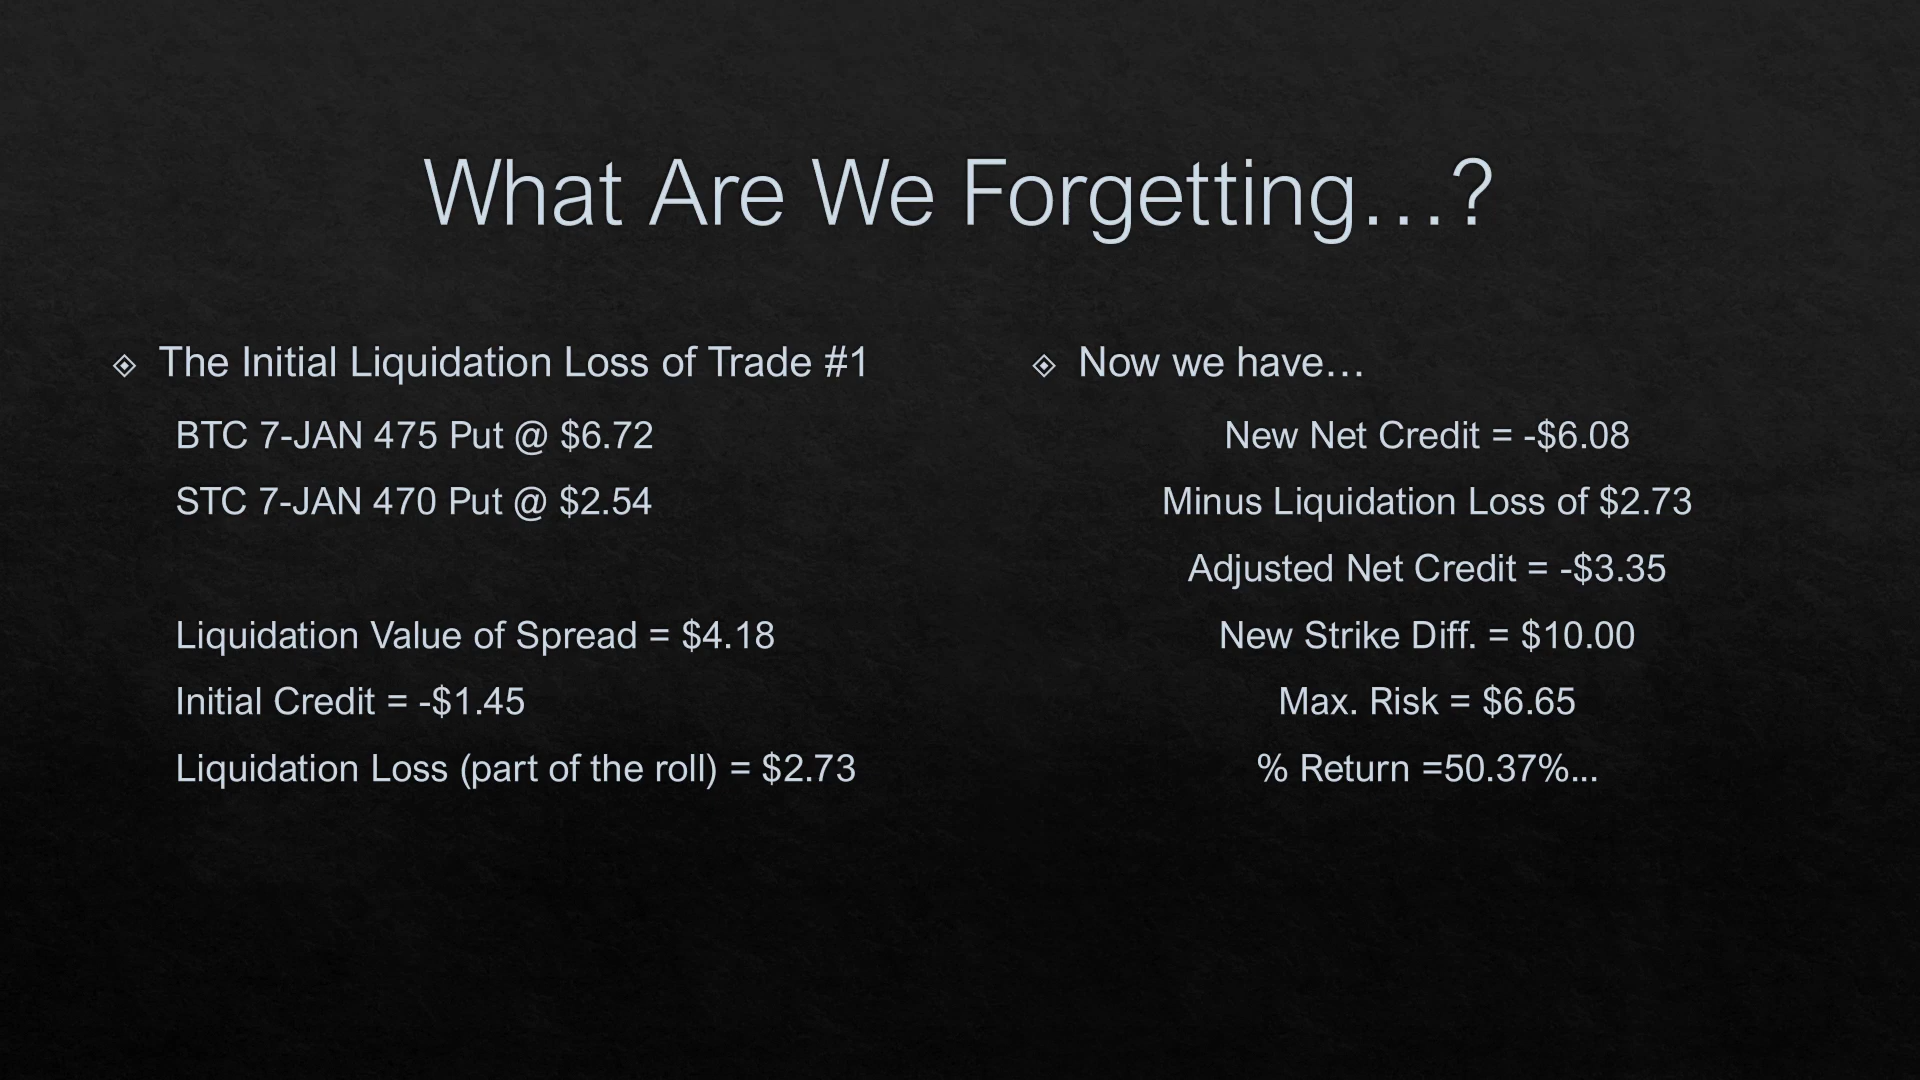 What Are We Forgetting…?
The Initial Liquidation Loss of Trade #1
BTC 7-JAN 475 Put @ $6.72
STC 7-JAN 470 Put @ $2.54
Liquidation Value of Spread = $4.18
Initial Credit = -$1.45
Liquidation Loss (part of the roll) = $2.73
Now we have…
New Net Credit = -$6.08
Minus Liquidation Loss of $2.73
Adjusted Net Credit = -$3.35
New Strike Diff. = $10.00
Max. Risk = $6.65
% Return =50.37%...